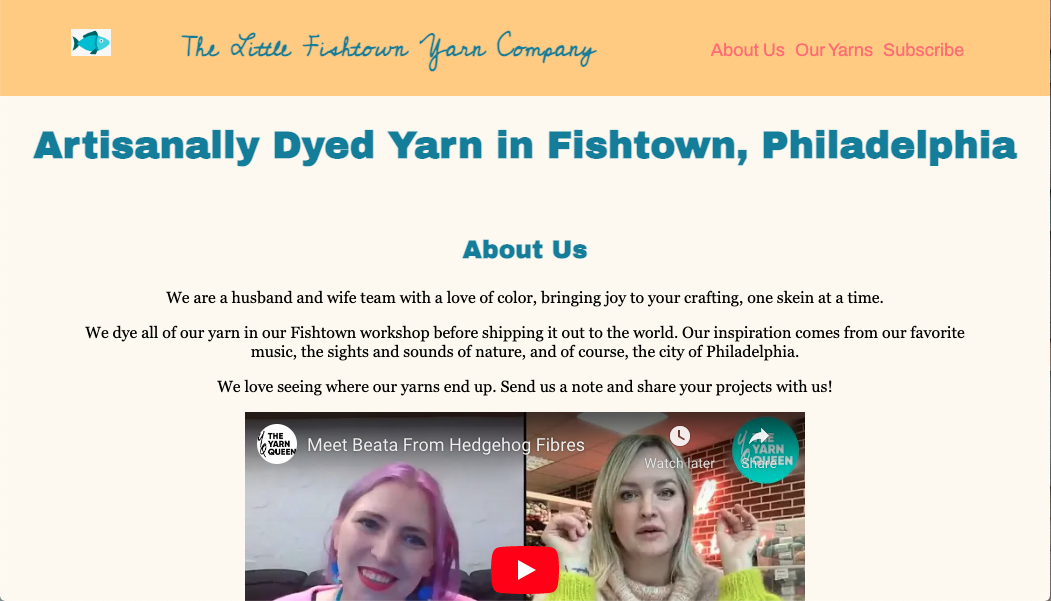 The Little Fishtown Yarn Company
About Us Our Yarns Subscribe
Artisanally Dyed Yarn in Fishtown, Philadelphia
About Us
We are a husband and wife team with a love of color, bringing joy to your crafting, one skein at a time.
We dye all of our yarn in our Fishtown workshop before shipping it out to the world. Our inspiration comes from our favorite
music, the sights and sounds of nature, and of course, the city of Philadelphia.
We love seeing where our yarns end up. Send us a note and share your projects with us!
THE
YARN
QUEEN
Meet Beata From Hedgehog Fibres
Watch later
Share
THE
YARN
QUEEN